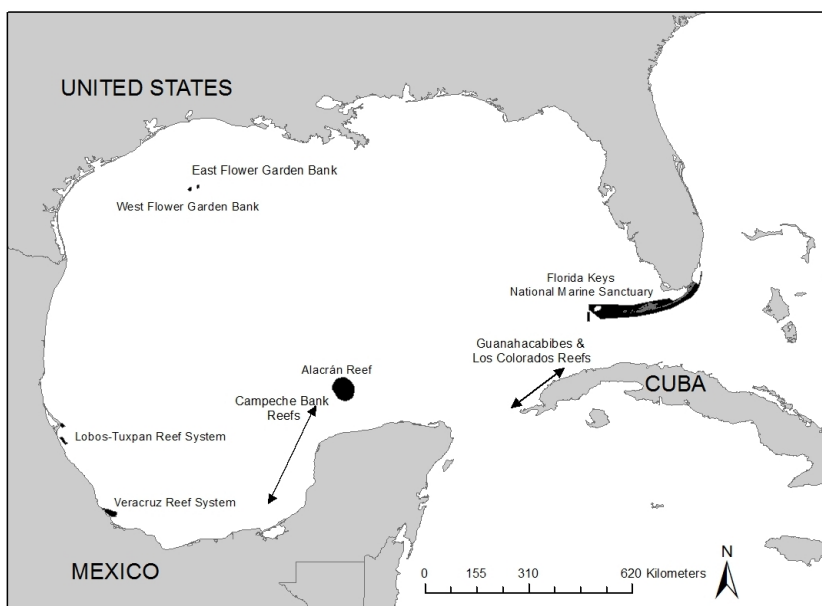 UNITED STATES
East Flower Garden Bank
West Flower Garden Bank
Florida Keys
National Marine Sanctuary
Guanahacabibes &
Los Colorados Reefs
Alacrán Reef
CUBA
Campeche Bank
Reefs
Lobos-Tuxpan Reef System
Veracruz Reef System
MEXICO
N
0 155 310 620 Kilometers